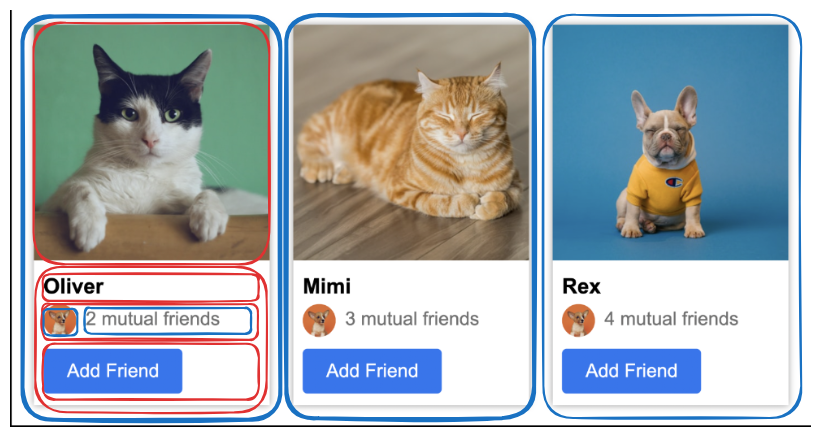 Oliver
2 mutual friends
Add Friend
Mimi
3 mutual friends
Add Friend
Rex
4 mutual friends
Add Friend